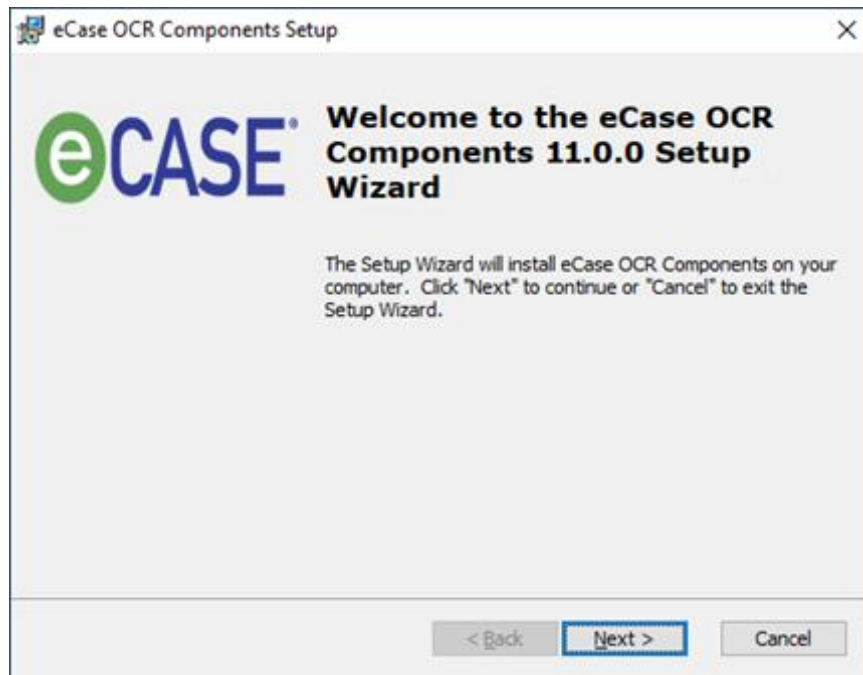 eCase OCR Components Setup
eCASE®
Welcome to the eCase OCR
Components 11.0.0 Setup
Wizard
The Setup Wizard will install eCase OCR Components on your
computer. Click "Next" to continue or "Cancel" to exit the
Setup Wizard.
< Back
Next >
Cancel